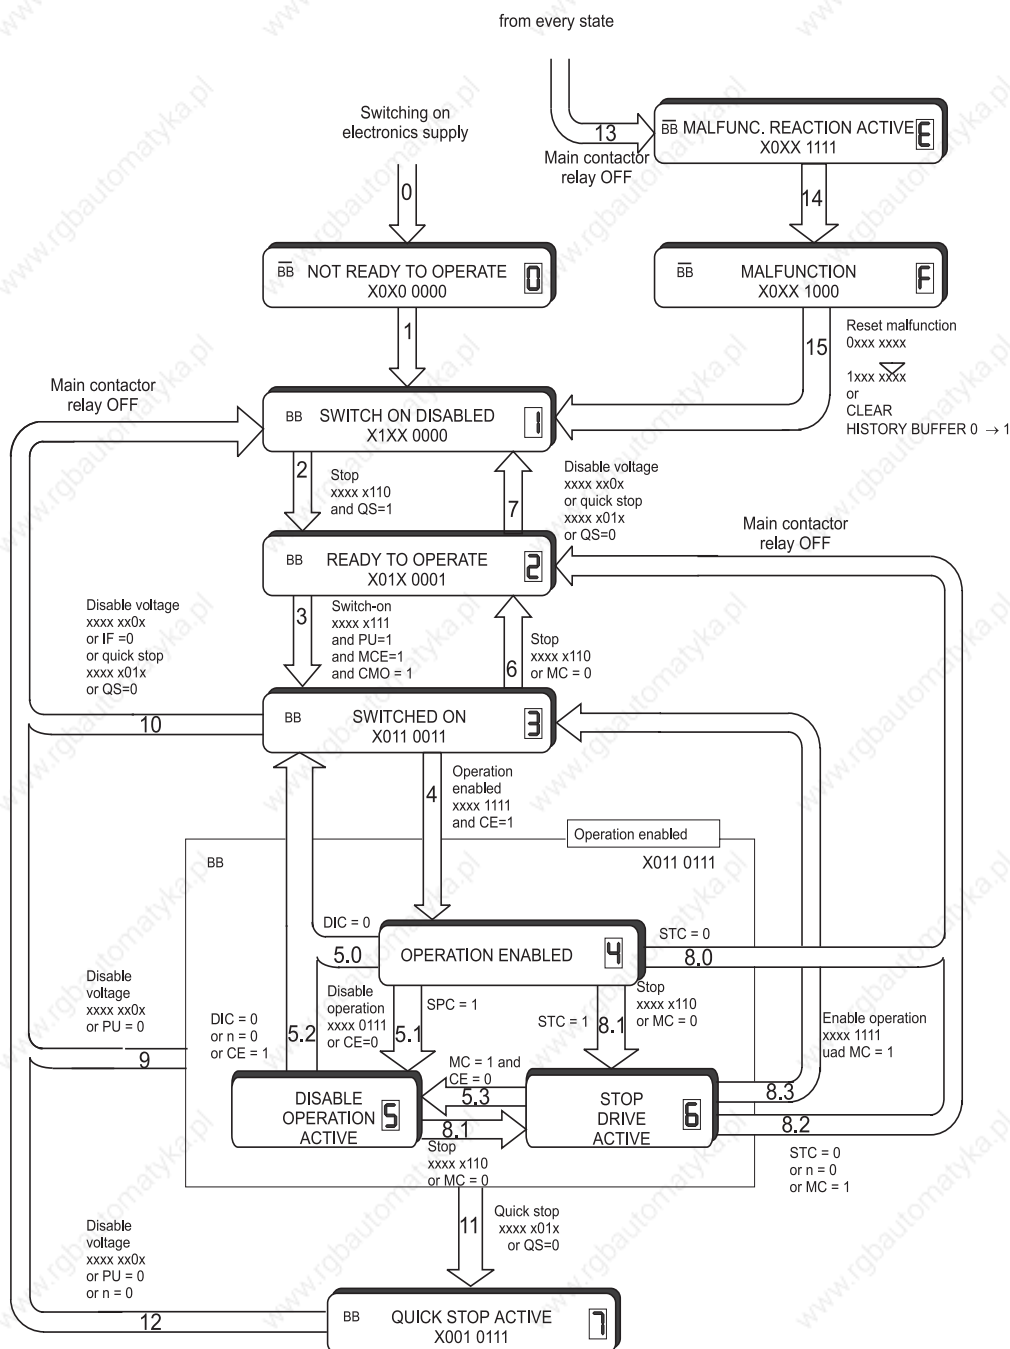 from every state
Switching on
electronics supply
13
Main contactor
relay OFF
BB MALFUNC. REACTION ACTIVE E
X0XX 1111
0
14
BB NOT READY TO OPERATE 0
X0X0 0000
BB MALFUNCTION F
X0XX 1000
1
15
Reset malfunction
0xxx xxxx
1xxx xxxx
or
CLEAR
HISTORY BUFFER 0 → 1
Main contactor
relay OFF
BB SWITCH ON DISABLED 1
X1XX 0000
2
Stop
xxxx x110
and QS=1
7
Disable voltage
xxxx xx0x
or quick stop
xxxx x01x
or QS=0
Main contactor
relay OFF
BB READY TO OPERATE 2
X01X 0001
Disable voltage
xxxx xx0x
or IF =0
or quick stop
xxxx x01x
or QS=0
3
Switch-on
xxxx x111
and PU=1
and MCE=1
and CMO = 1
6
Stop
xxxx x110
or MC = 0
10
BB SWITCHED ON 3
X011 0011
4
Operation
enabled
xxxx 1111
and CE=1
Operation enabled
BB
X011 0111
DIC = 0
5.0
OPERATION ENABLED 4
STC = 0
8.0
Disable
voltage
xxxx xx0x
or PU = 0
9
DIC = 0
or n = 0
or CE = 1
5.2
Disable
operation
xxxx 0111
or CE=0
5.1
SPC = 1
STC = 1
8.1
Stop
xxxx x110
or MC = 0
Enable operation
xxxx 1111
uad MC = 1
MC = 1 and
CE = 0
5.3
DISABLE
OPERATION
ACTIVE
5
8.1
Stop
xxxx x110
or MC = 0
STOP
DRIVE
ACTIVE
6
8.3
8.2
STC = 0
or n = 0
or MC = 1
11
Quick stop
xxxx x01x
or QS=0
Disable
voltage
xxxx xx0x
or PU = 0
or n = 0
12
BB QUICK STOP ACTIVE 7
X001 0111
www.rgbautomatyka.pl